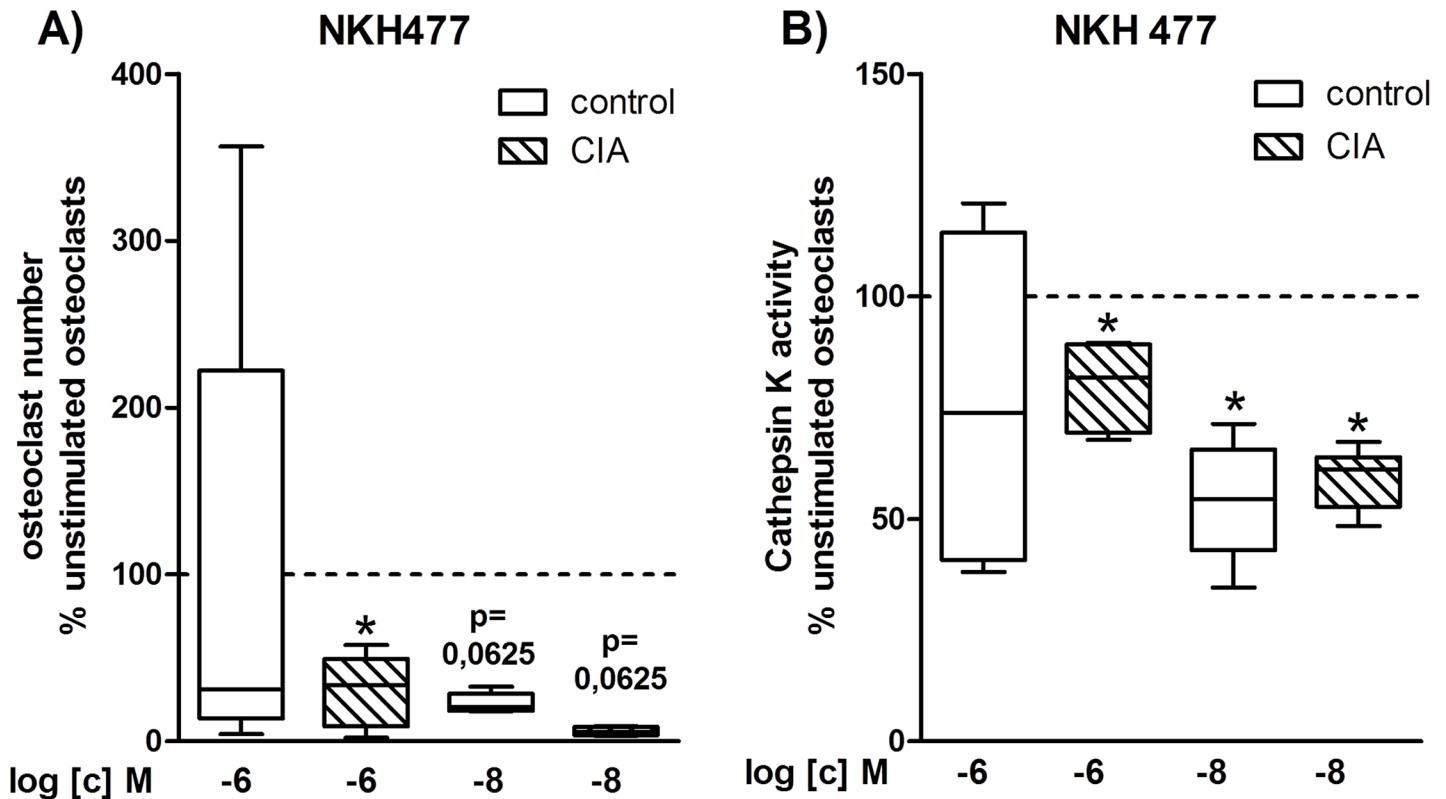 A)
NKH477
osteoclast number
% unstimulated osteoclasts
400
300
200
100
0
control
CIA
*
p=
0,0625
p=
0,0625
log [c] M
-6
-6
-8
-8
B)
NKH 477
Cathepsin K activity
% unstimulated osteoclasts
150
100
50
0
control
CIA
*
*
*
log [c] M
-6
-6
-8
-8